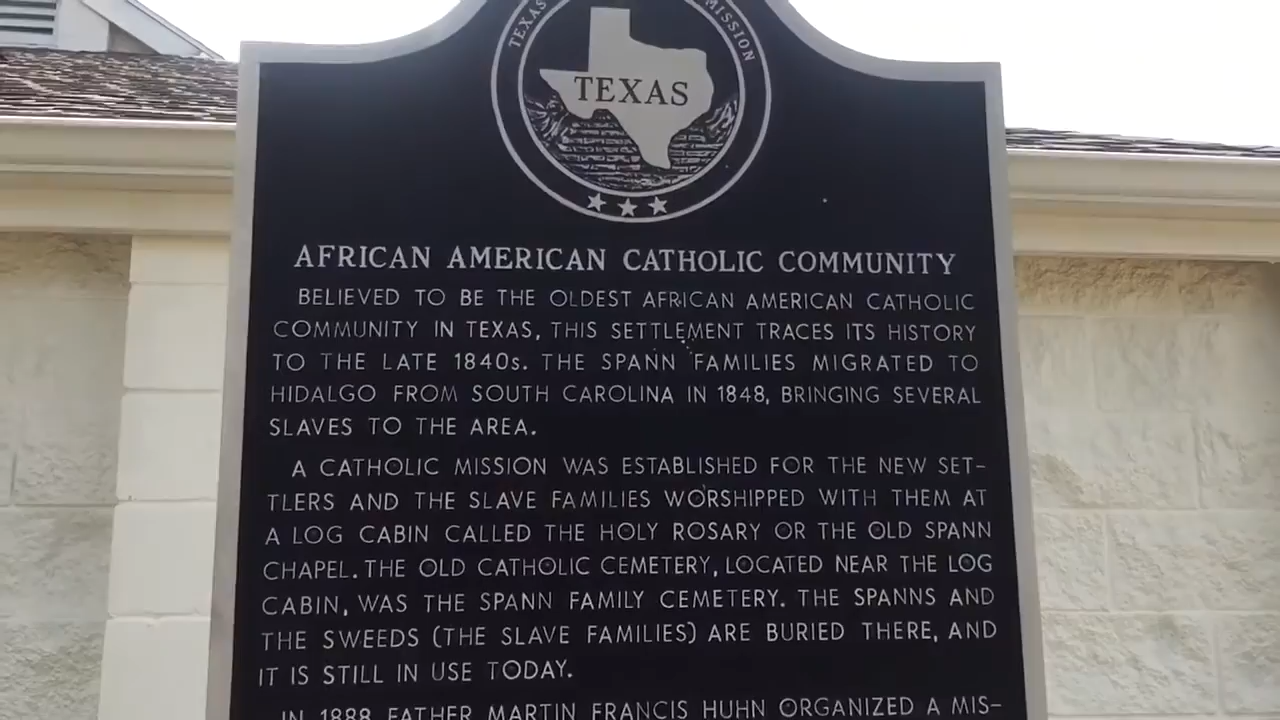 TEXAS
MISSION
TEXAS
AFRICAN AMERICAN CATHOLIC COMMUNITY
BELIEVED TO BE THE OLDEST AFRICAN AMERICAN CATHOLIC
COMMUNITY IN TEXAS, THIS SETTLEMENT TRACES ITS HISTORY
TO THE LATE 1840s. THE SPANN FAMILIES MIGRATED TO
HIDALGO FROM SOUTH CAROLINA IN 1848, BRINGING SEVERAL
SLAVES TO THE AREA.
A CATHOLIC MISSION WAS ESTABLISHED FOR THE NEW SET-
TLERS AND THE SLAVE FAMILIES WORSHIPPED WITH THEM AT
A LOG CABIN CALLED THE HOLY ROSARY OR THE OLD SPANN
CHAPEL. THE OLD CATHOLIC CEMETERY, LOCATED NEAR THE LOG
CABIN, WAS THE SPANN FAMILY CEMETERY. THE SPANNS AND
THE SWEEDS (THE SLAVE FAMILIES) ARE BURIED THERE, AND
IT IS STILL IN USE TODAY.
IN 1888 FATHER MARTIN FRANCIS HUHN ORGANIZED A MIS-